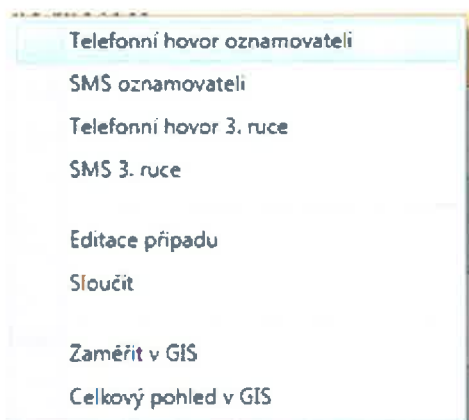 Telefonní hovor oznamovateli
SMS oznamovateli
Telefonní hovor 3. ruce
SMS 3. ruce
Editace případu
Sloučit
Zaměřit v GIS
Celkový pohled v GIS